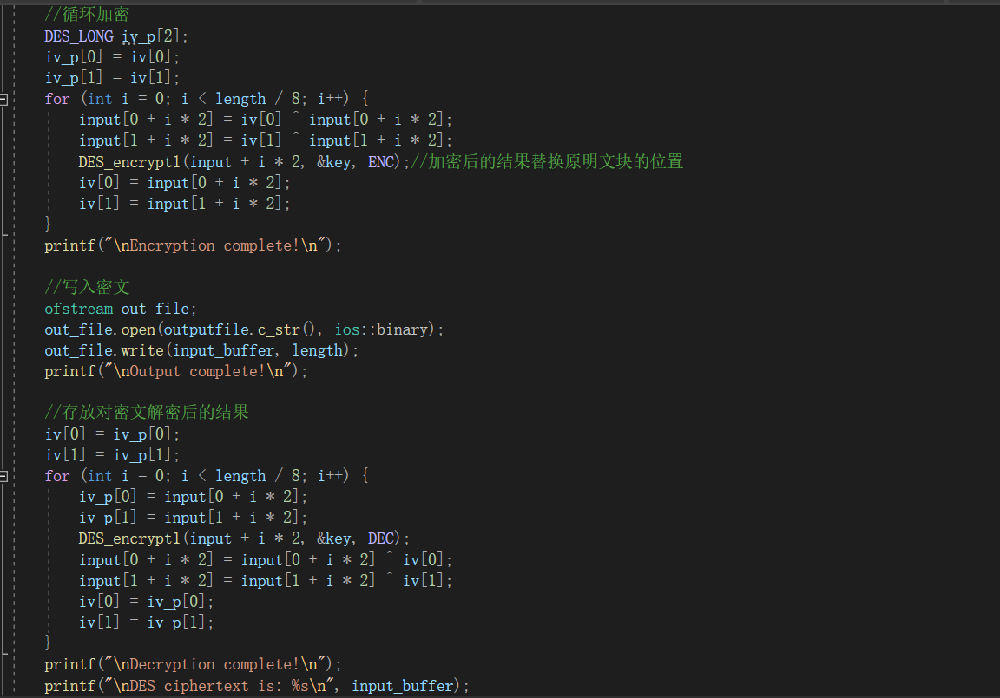 //循环加密
DES_LONG iv_p[2];
iv_p[0] = iv[0];
iv_p[1] = iv[1];
for (int i = 0; i < length / 8; i++) {
input[0 + i * 2] = iv[0] ^ input[0 + i * 2];
input[1 + i * 2] = iv[1] ^ input[1 + i * 2];
DES_encrypt1(input + i * 2, &key, ENC);//加密后的结果替换原明文块的位置
iv[0] = input[0 + i * 2];
iv[1] = input[1 + i * 2];
}
printf("\nEncryption complete!\n");
//写入密文
ofstream out_file;
out_file.open(outputfile.c_str(), ios::binary);
out_file.write(input_buffer, length);
printf("\nOutput complete!\n");
//存放对密文解密后的结果
iv[0] = iv_p[0];
iv[1] = iv_p[1];
for (int i = 0; i < length / 8; i++) {
iv_p[0] = input[0 + i * 2];
iv_p[1] = input[1 + i * 2];
DES_encrypt1(input + i * 2, &key, DEC);
input[0 + i * 2] = input[0 + i * 2] ^ iv[0];
input[1 + i * 2] = input[1 + i * 2] ^ iv[1];
iv[0] = iv_p[0];
iv[1] = iv_p[1];
}
printf("\nDecryption complete!\n");
printf("\nDES ciphertext is: %s\n", input_buffer);